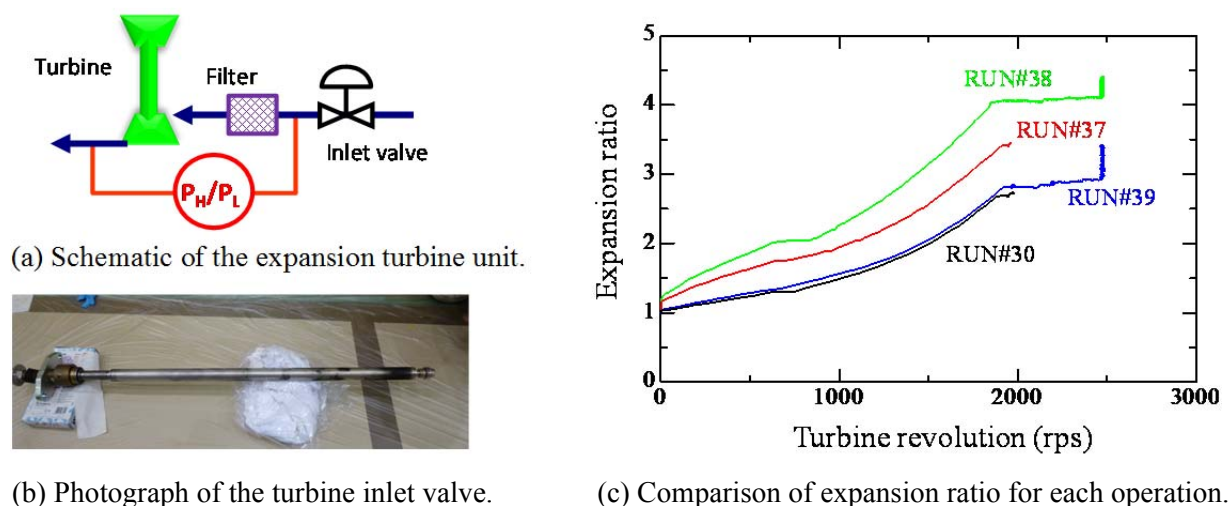 Turbine
Filter
Inlet valve
P_H/P_L
(a) Schematic of the expansion turbine unit.
(b) Photograph of the turbine inlet valve.
Expansion ratio
5
4
3
2
1
0
0 1000 2000 3000
Turbine revolution (rps)
RUN#38
RUN#37
RUN#39
RUN#30
(c) Comparison of expansion ratio for each operation.